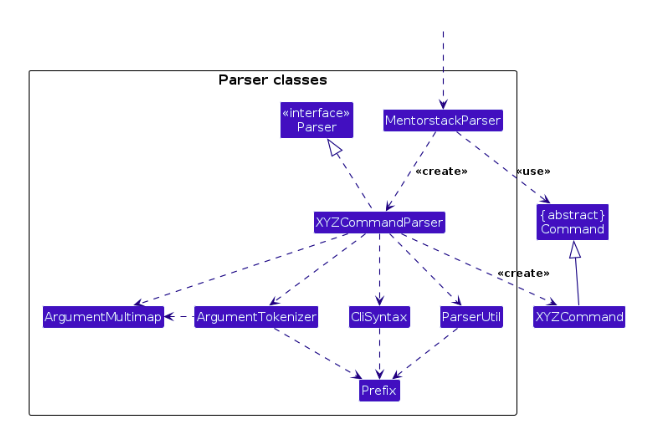 Parser classes
«interface»
Parser
MentorstackParser
«create»
«use»
{abstract}
Command
XYZCommandParser
«create»
ArgumentMultimap
ArgumentTokenizer
CliSyntax
ParserUtil
XYZCommand
Prefix